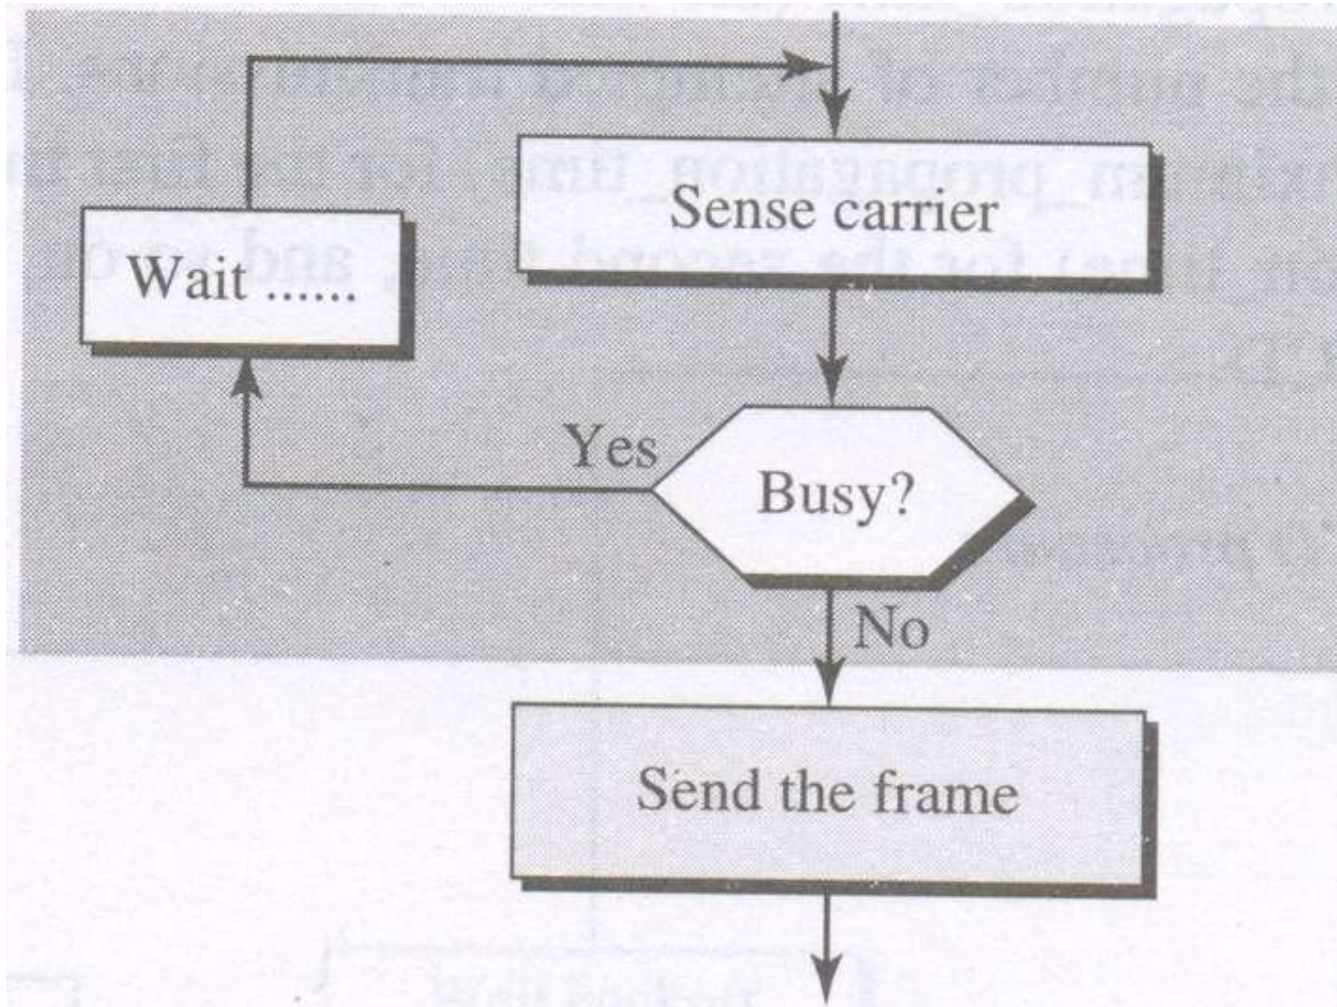 Sense carrier
Wait ......
Yes
Busy?
No
Send the frame